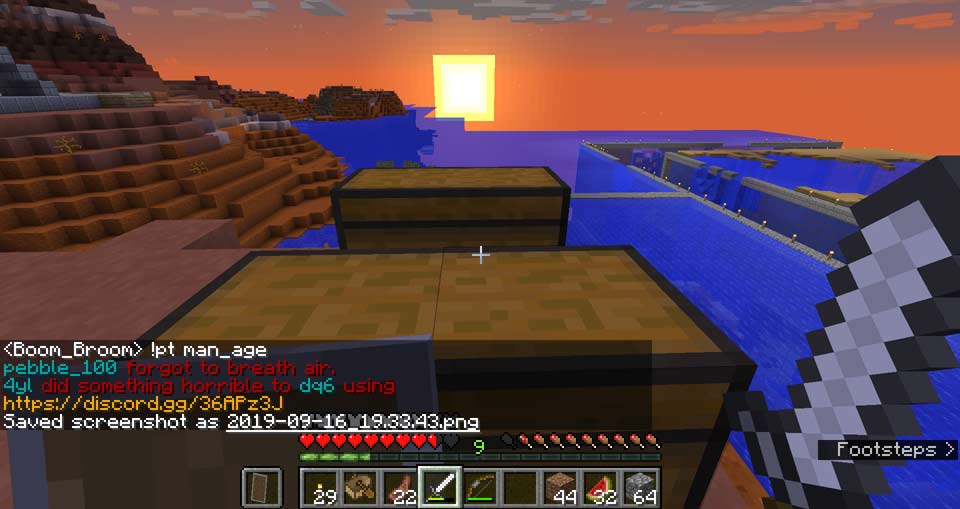 <Boom_Broom> !pt man_age
pebble_100 forgot to breath air.
4yl did something horrible to dq6 using
https://discord.gg/36APz3J
Saved screenshot as 2019-09-16_19.33.43.png
9
Footsteps >
29 22 44 32 64